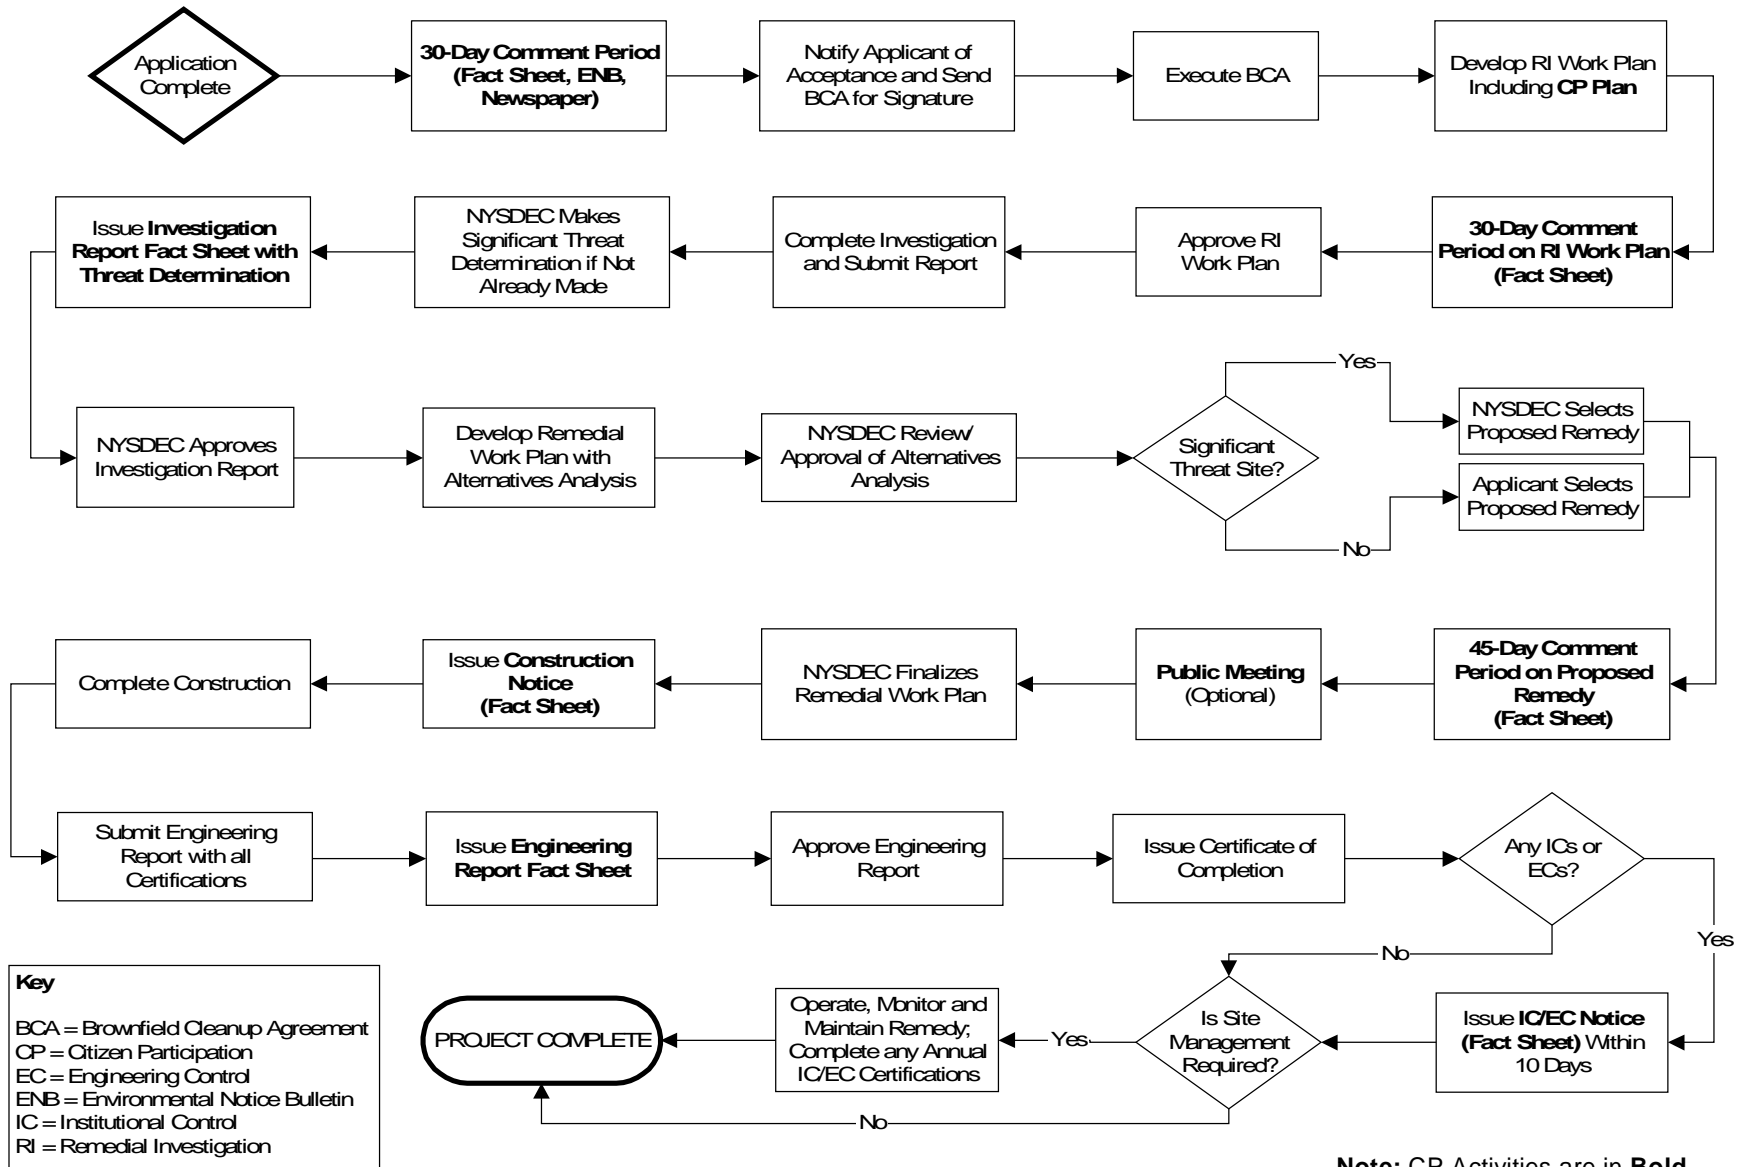 Application
Complete
30-Day Comment Period
(Fact Sheet, ENB,
Newspaper)
Notify Applicant of
Acceptance and Send
BCA for Signature
Execute BCA
Develop RI Work Plan
Including CP Plan
30-Day Comment
Period on RI Work Plan
(Fact Sheet)
Approve RI
Work Plan
Complete Investigation
and Submit Report
NYSDEC Makes
Significant Threat
Determination if Not
Already Made
Issue Investigation
Report Fact Sheet with
Threat Determination
NYSDEC Approves
Investigation Report
Develop Remedial
Work Plan with
Alternatives Analysis
NYSDEC Review/
Approval of Alternatives
Analysis
Significant
Threat Site?
Yes
NYSDEC Selects
Proposed Remedy
No
Applicant Selects
Proposed Remedy
45-Day Comment
Period on Proposed
Remedy
(Fact Sheet)
Public Meeting
(Optional)
NYSDEC Finalizes
Remedial Work Plan
Issue Construction
Notice
(Fact Sheet)
Complete Construction
Submit Engineering
Report with all
Certifications
Issue Engineering
Report Fact Sheet
Approve Engineering
Report
Issue Certificate of
Completion
Any ICs or
ECs?
Yes
No
Issue IC/EC Notice
(Fact Sheet) Within
10 Days
Is Site
Management
Required?
Yes
Operate, Monitor and
Maintain Remedy;
Complete any Annual
IC/EC Certifications
No
PROJECT COMPLETE
Key
BCA = Brownfield Cleanup Agreement
CP = Citizen Participation
EC = Engineering Control
ENB = Environmental Notice Bulletin
IC = Institutional Control
RI = Remedial Investigation
Note: CP Activities are in Bold